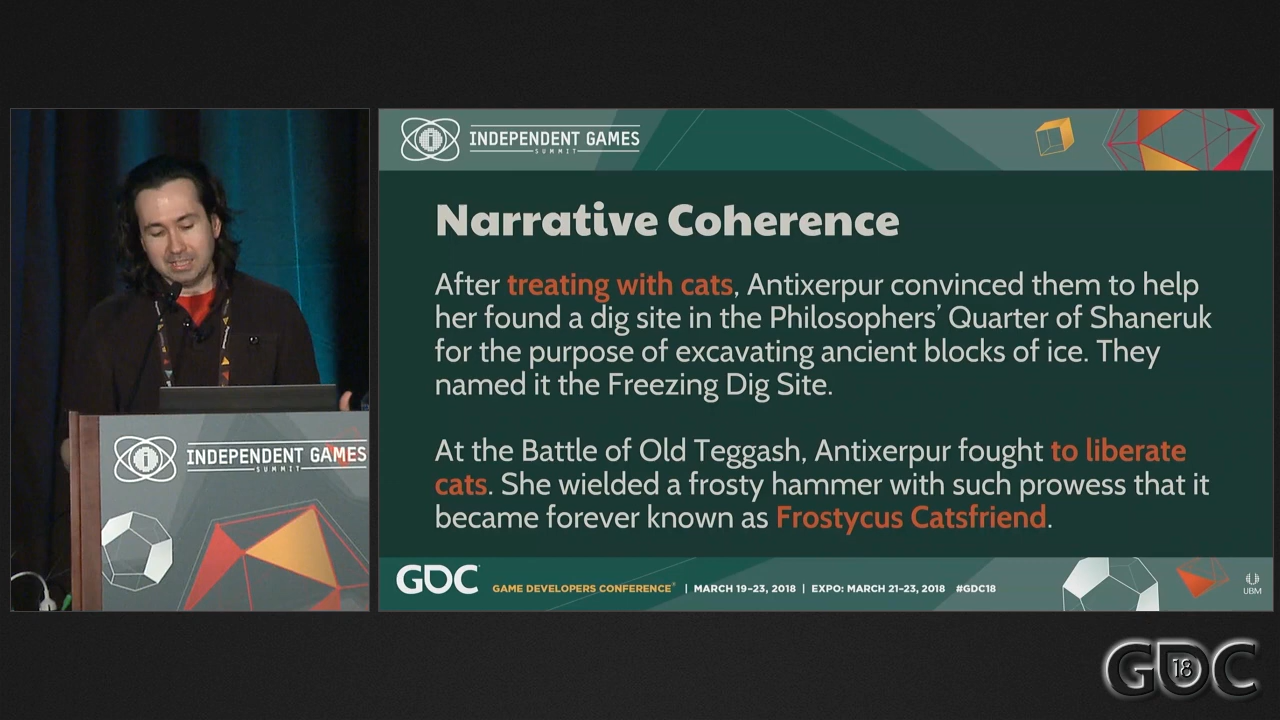 INDEPENDENT GAMES
SUMMIT
Narrative Coherence
After treating with cats, Antixerpur convinced them to help
her found a dig site in the Philosophers’ Quarter of Shaneruk
for the purpose of excavating ancient blocks of ice. They
named it the Freezing Dig Site.
At the Battle of Old Teggash, Antixerpur fought to liberate
cats. She wielded a frosty hammer with such prowess that it
became forever known as Frostycus Catsfriend.
GDC
GAME DEVELOPERS CONFERENCE® | MARCH 19–23, 2018 | EXPO: MARCH 21–23, 2018 #GDC18
UBM
i INDEPENDENT GAMES
SUMMIT
GDC
18